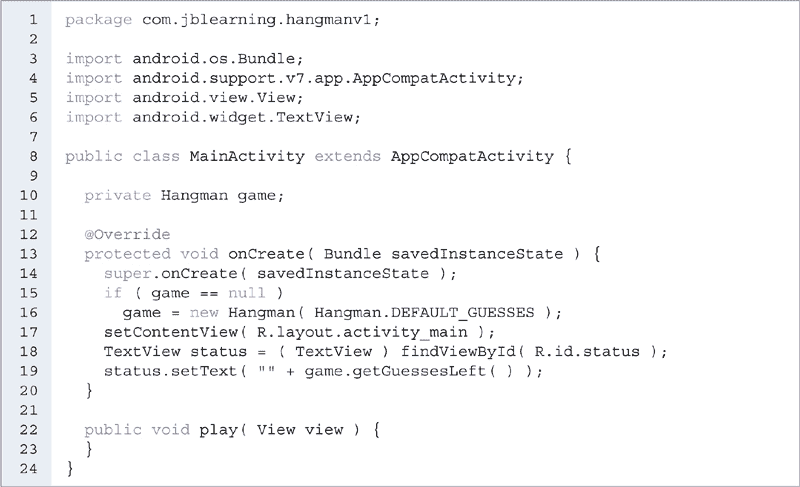 1 package com.jblearning.hangmanv1;
2
3 import android.os.Bundle;
4 import android.support.v7.app.AppCompatActivity;
5 import android.view.View;
6 import android.widget.TextView;
7
8 public class MainActivity extends AppCompatActivity {
9
10   private Hangman game;
11
12   @Override
13   protected void onCreate( Bundle savedInstanceState ) {
14     super.onCreate( savedInstanceState );
15     if ( game == null )
16       game = new Hangman( Hangman.DEFAULT_GUESSES );
17     setContentView( R.layout.activity_main );
18     TextView status = ( TextView ) findViewById( R.id.status );
19     status.setText( "" + game.getGuessesLeft( ) );
20   }
21
22   public void play( View view ) {
23   }
24 }